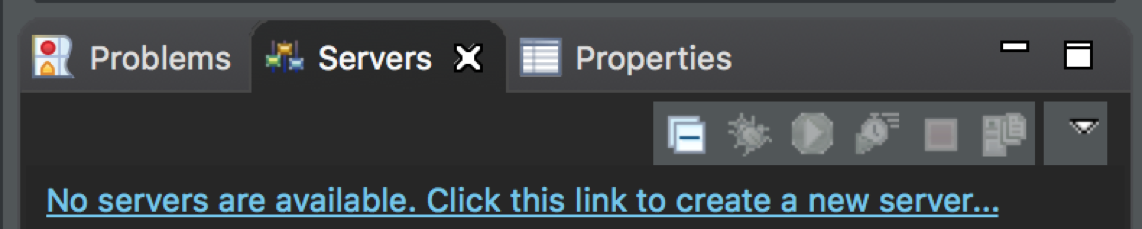 Problems Servers Properties
No servers are available. Click this link to create a new server...